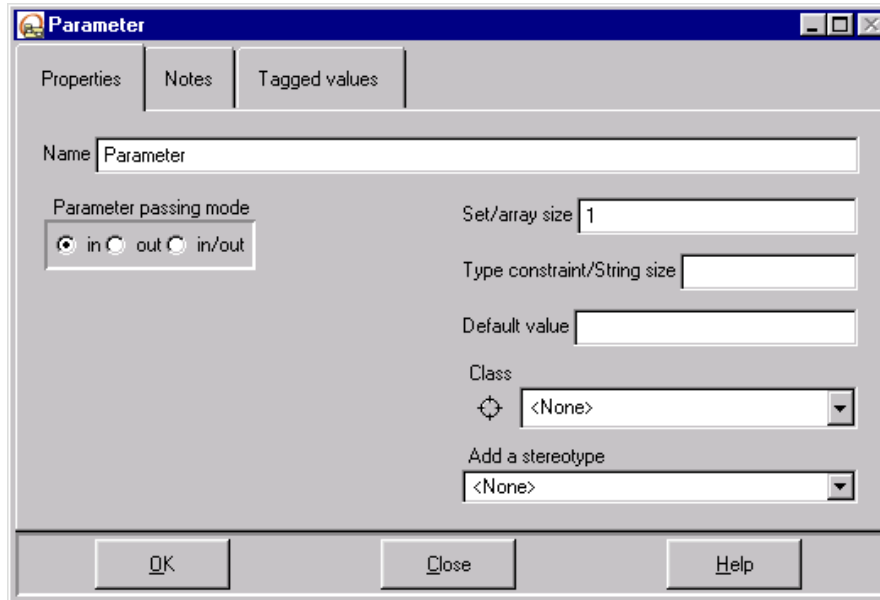 Parameter
Properties Notes Tagged values
Name Parameter
Parameter passing mode
in out in/out
Set/array size 1
Type constraint/String size
Default value
Class
<None>
Add a stereotype
<None>
OK Close Help